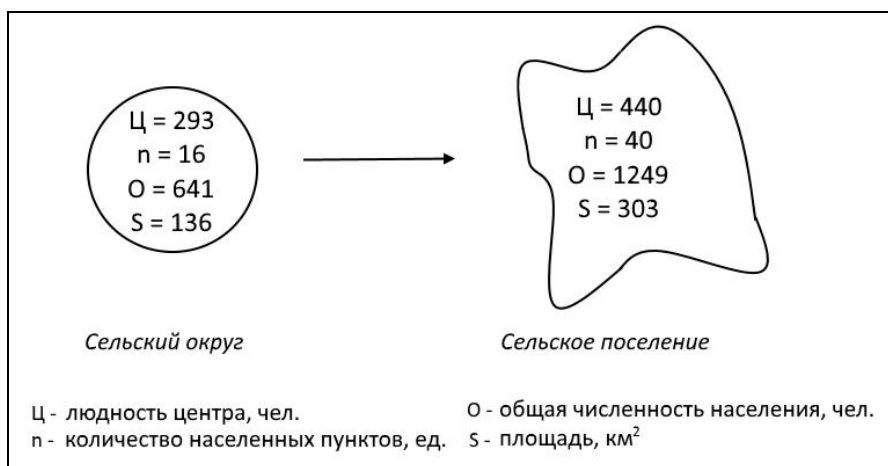 Ц = 293
n = 16
O = 641
S = 136
Ц = 440
n = 40
O = 1249
S = 303
Сельский округ
Сельское поселение
Ц - людность центра, чел.
n - количество населенных пунктов, ед.
O - общая численность населения, чел.
S - площадь, км²